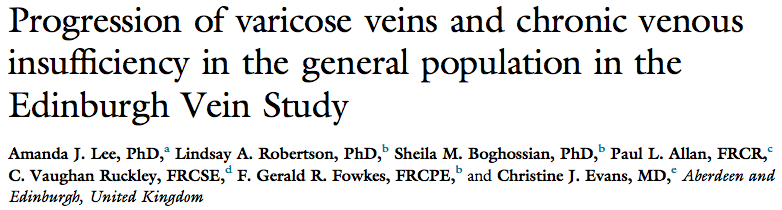 Progression of varicose veins and chronic venous
insufficiency in the general population in the
Edinburgh Vein Study
Amanda J. Lee, PhD,a Lindsay A. Robertson, PhD,b Sheila M. Boghossian, PhD,b Paul L. Allan, FRCR,c
C. Vaughan Ruckley, FRCSE,d F. Gerald R. Fowkes, FRCPE,b and Christine J. Evans, MD,e Aberdeen and
Edinburgh, United Kingdom